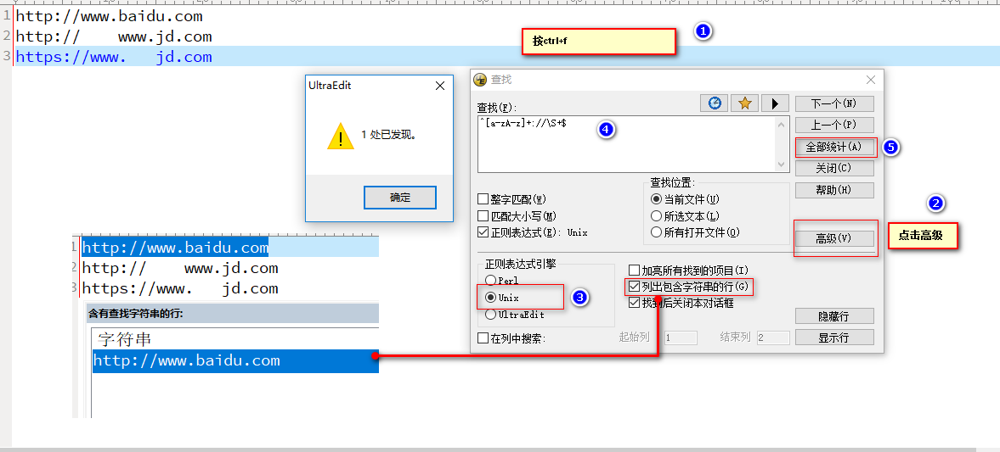 1 http://www.baidu.com
2 http://    www.jd.com
3 https://www.   jd.com
按ctrl+f
1
UltraEdit
1 处已发现。
确定
查找
查找(F):
^[a-zA-z]+://\S+$
4
下一个(N)
上一个(P)
全部统计(A)
5
关闭(C)
帮助(H)
2
高级(V)
点击高级
整字匹配(W)
匹配大小写(M)
正则表达式(E): Unix
查找位置:
当前文件(U)
所选文本(L)
所有打开文件(O)
正则表达式引擎
Perl
Unix
3
UltraEdit
加亮所有找到的项目(I)
列出包含字符串的行(G)
找到后关闭本对话框
在列中搜索:
起始列
1
结束列
2
隐藏行
显示行
1 http://www.baidu.com
2 http://    www.jd.com
3 https://www.   jd.com
含有查找字符串的行:
字符串
http://www.baidu.com